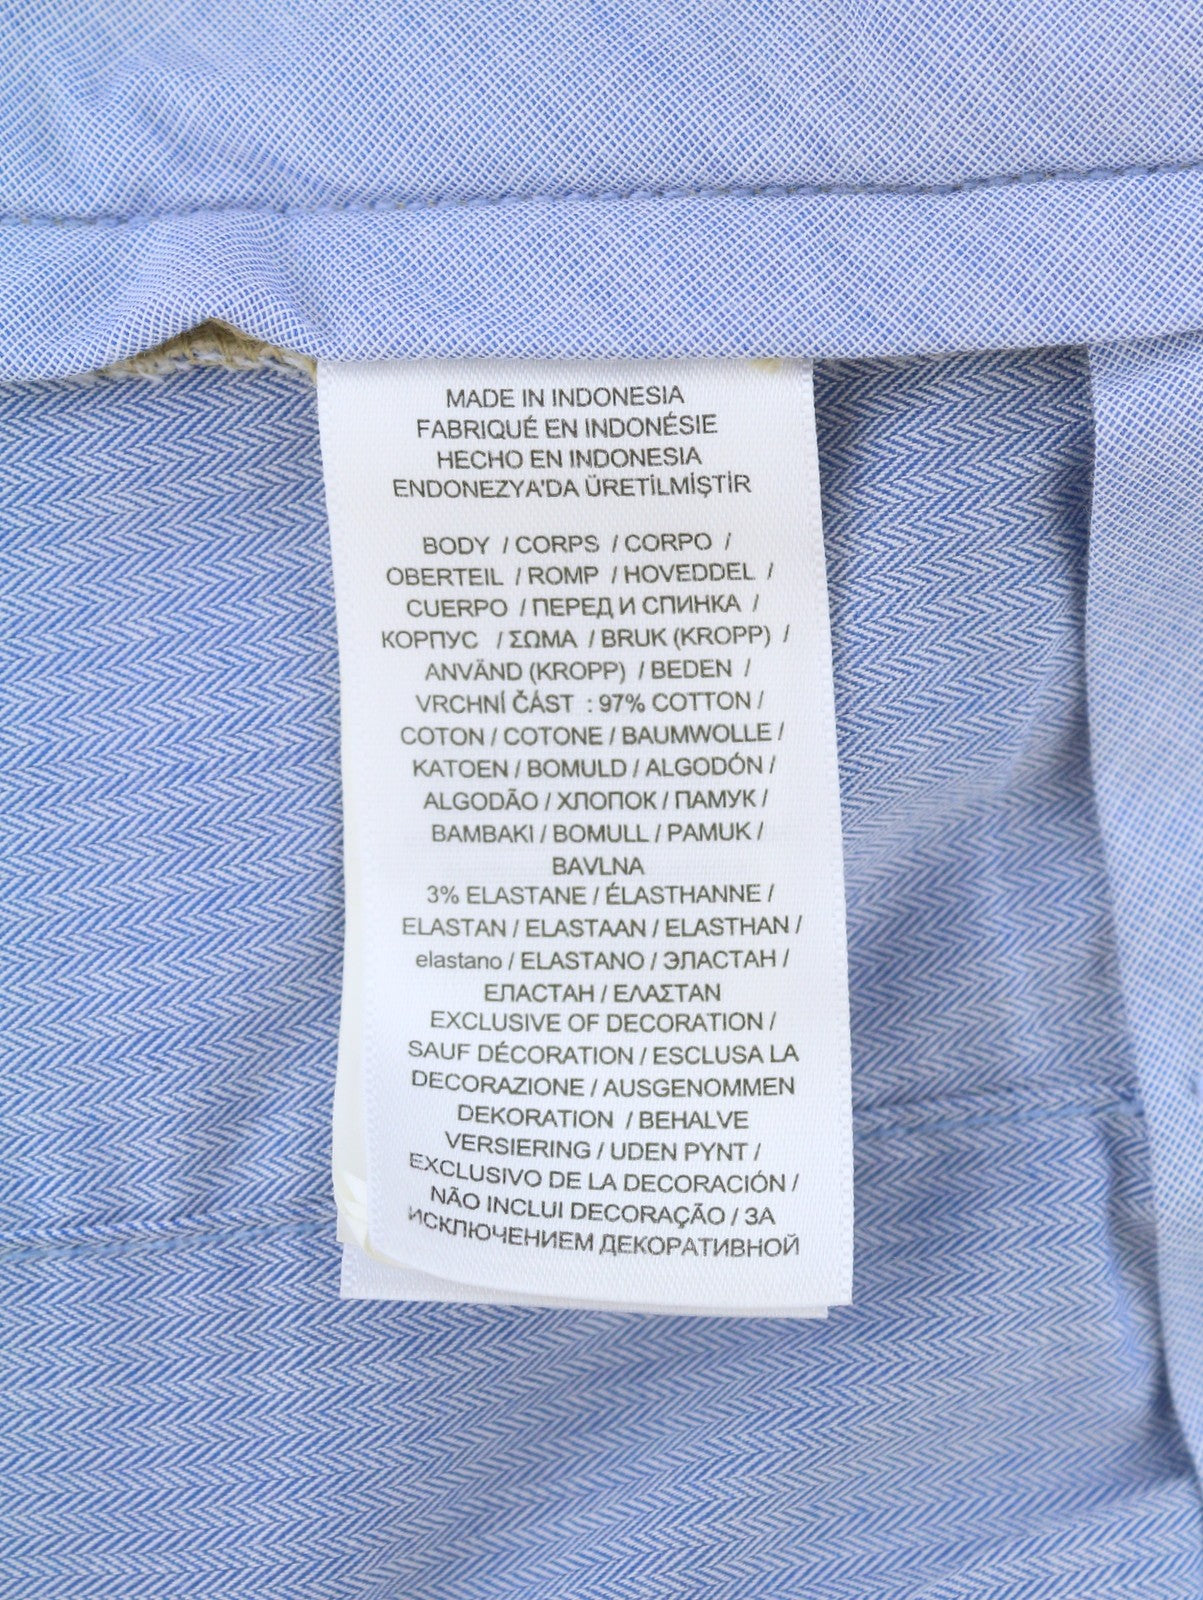 MADE IN INDONESIA
FABRIQUÉ EN INDONÉSIE
HECHO EN INDONESIA
ENDONEZYA'DA ÜRETİLMİŞTİR
BODY / CORPS / CORPO /
OBERTEIL / ROMP / HOVEDDEL /
CUERPO / ПЕРЕД И СПИНКА /
КОРПУС / ΣΩΜΑ / BRUK (KROPP) /
ANVÄND (KROPP) / BEDEN /
VRCHNÍ ČÁST : 97% COTTON /
COTON / COTONE / BAUMWOLLE /
KATOEN / BOMULD / ALGODÓN /
ALGODÃO / ХЛОПОК / ПАМУК /
BAMBAKI / BOMULL / PAMUK /
BAVLNA
3% ELASTANE / ÉLASTHANNE /
ELASTAN / ELASTAAN / ELASTHAN /
elastano / ELASTANO / ЭЛАСТАН /
ЕЛАСТАН / ΕΛΑΣΤΑΝ
EXCLUSIVE OF DECORATION /
SAUF DÉCORATION / ESCLUSA LA
DECORAZIONE / AUSGENOMMEN
DEKORATION / BEHALVE
VERSIERING / UDEN PYNT /
EXCLUSIVO DE LA DECORACIÓN /
NÃO INCLUI DECORAÇÃO / ЗА
ИСКЛЮЧЕНИЕМ ДЕКОРАТИВНОЙ